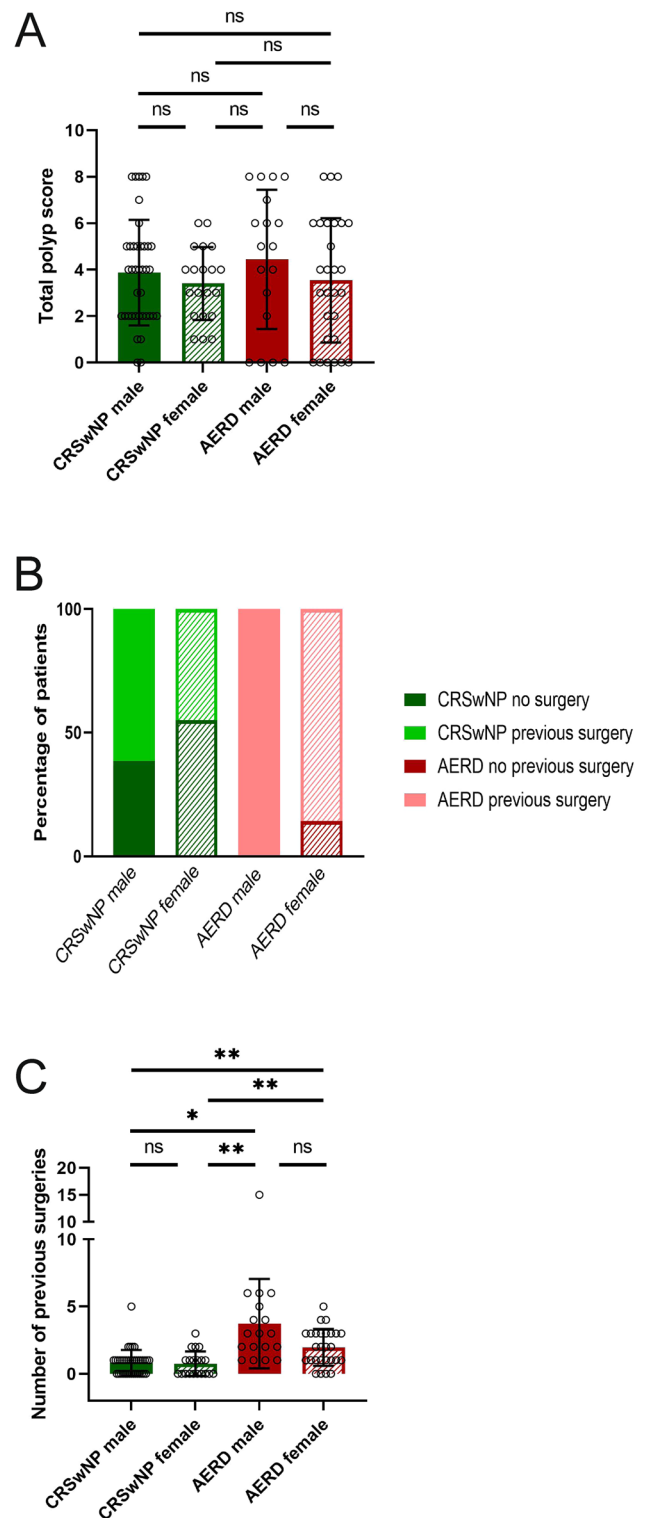 A
ns
ns
ns
ns
ns
ns
Total polyp score
10
8
6
4
2
0
CRSwNP male
CRSwNP female
AERD male
AERD female
B
Percentage of patients
100
50
0
CRSwNP male
CRSwNP female
AERD male
AERD female
CRSwNP no surgery
CRSwNP previous surgery
AERD no previous surgery
AERD previous surgery
C
**
**
*
ns
**
ns
Number of previous surgeries
20
15
10
10
5
0
CRSwNP male
CRSwNP female
AERD male
AERD female